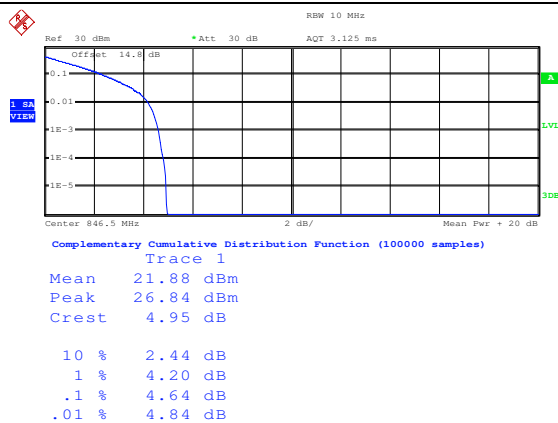 R S
RBW 10 MHz
Ref 30 dBm *Att 30 dB AQT 3.125 ms
Offset 14.8 dB
0.1
A
0.01
1 SA
VIEW
1E-3
LVL
1E-4
1E-5
3DB
Center 846.5 MHz 2 dB/ Mean Pwr + 20 dB
Complementary Cumulative Distribution Function (100000 samples)
Trace 1
Mean 21.88 dBm
Peak 26.84 dBm
Crest 4.95 dB
10 % 2.44 dB
1 % 4.20 dB
.1 % 4.64 dB
.01 % 4.84 dB